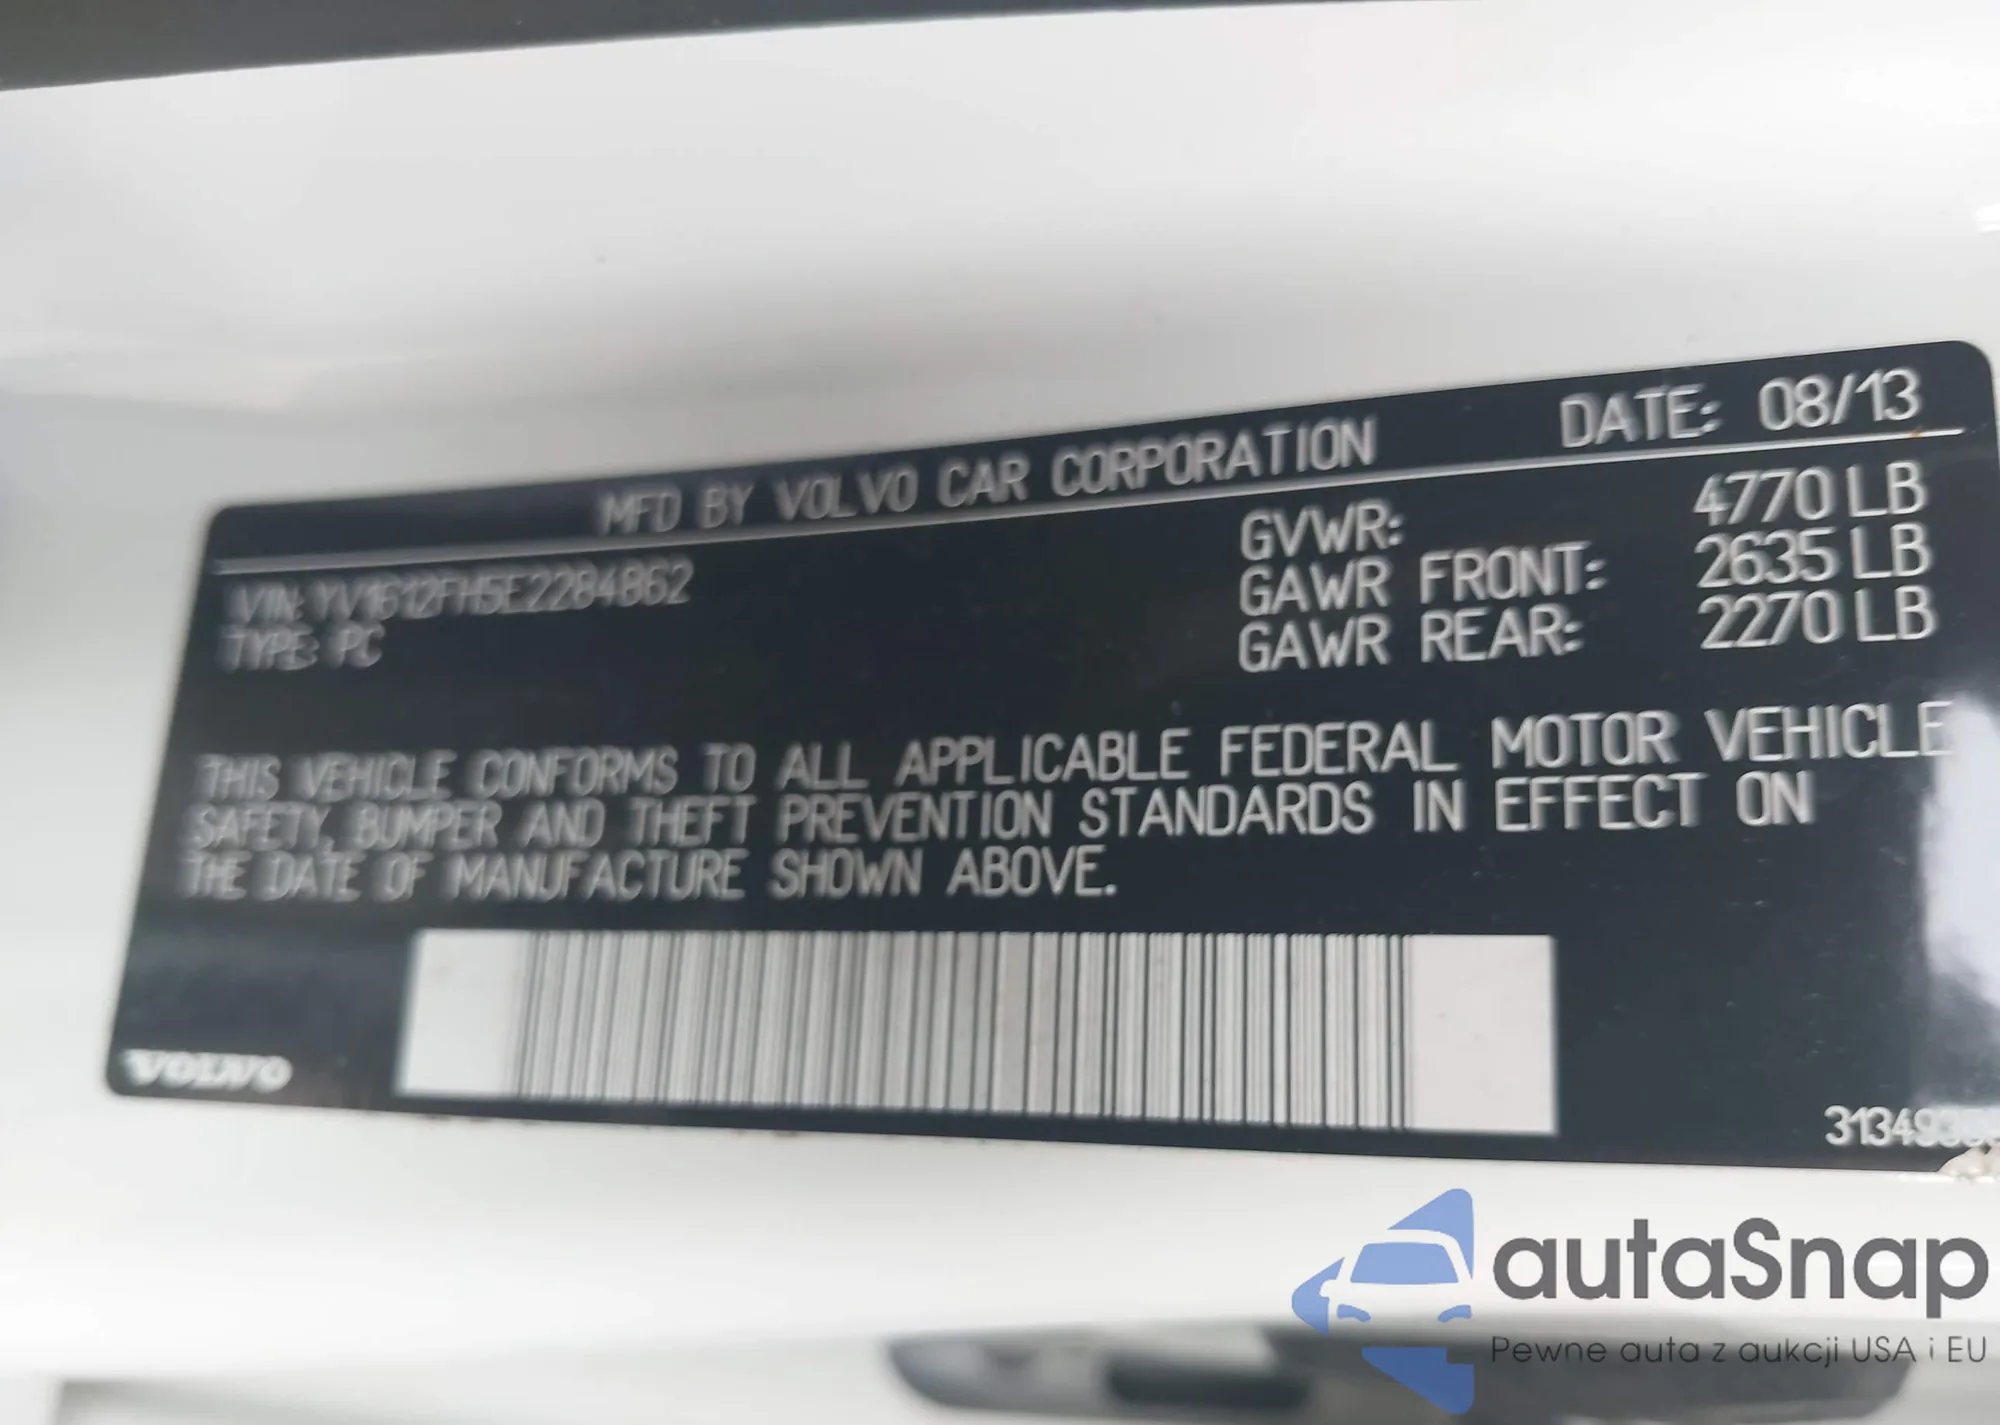 MFD BY VOLVO CAR CORPORATION DATE: 08/13
VIN: YV1612FH5E2284862
TYPE: PC
GVWR: 4770 LB
GAWR FRONT: 2635 LB
GAWR REAR: 2270 LB
THIS VEHICLE CONFORMS TO ALL APPLICABLE FEDERAL MOTOR VEHICLE
SAFETY, BUMPER AND THEFT PREVENTION STANDARDS IN EFFECT ON
THE DATE OF MANUFACTURE SHOWN ABOVE.
VOLVO
autaSnap
Pewne auta z aukcji USA i EU